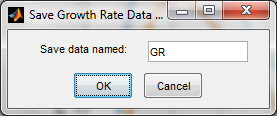 Save Growth Rate Data ...
Save data named: GR
OK Cancel